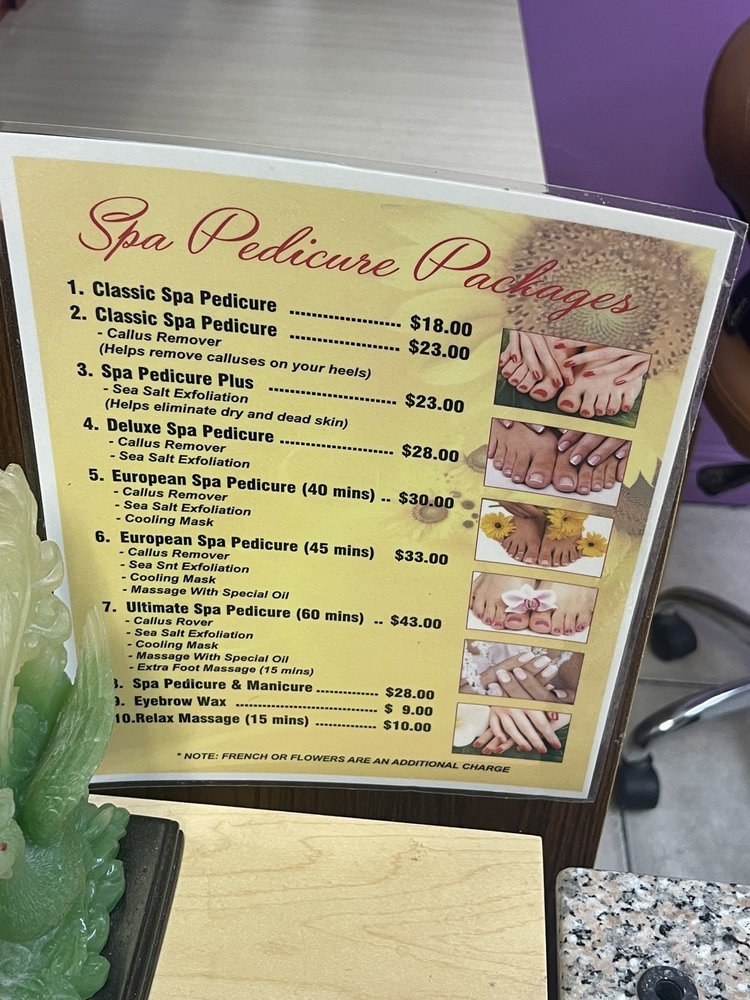 Spa Pedicure Packages
1. Classic Spa Pedicure .................... $18.00
2. Classic Spa Pedicure .................... $23.00
- Callus Remover
(Helps remove calluses on your heels)
3. Spa Pedicure Plus ....................... $23.00
- Sea Salt Exfoliation
(Helps eliminate dry and dead skin)
4. Deluxe Spa Pedicure ..................... $28.00
- Callus Remover
- Sea Salt Exfoliation
5. European Spa Pedicure (40 mins) .. $30.00
- Callus Remover
- Sea Salt Exfoliation
- Cooling Mask
6. European Spa Pedicure (45 mins) $33.00
- Callus Remover
- Sea Snt Exfoliation
- Cooling Mask
- Massage With Special Oil
7. Ultimate Spa Pedicure (60 mins) .. $43.00
- Callus Rover
- Sea Salt Exfoliation
- Cooling Mask
- Massage With Special Oil
- Extra Foot Massage (15 mins)
8. Spa Pedicure & Manicure ............... $28.00
9. Eyebrow Wax ................................ $ 9.00
10.Relax Massage (15 mins) ............... $10.00
* NOTE: FRENCH OR FLOWERS ARE AN ADDITIONAL CHARGE